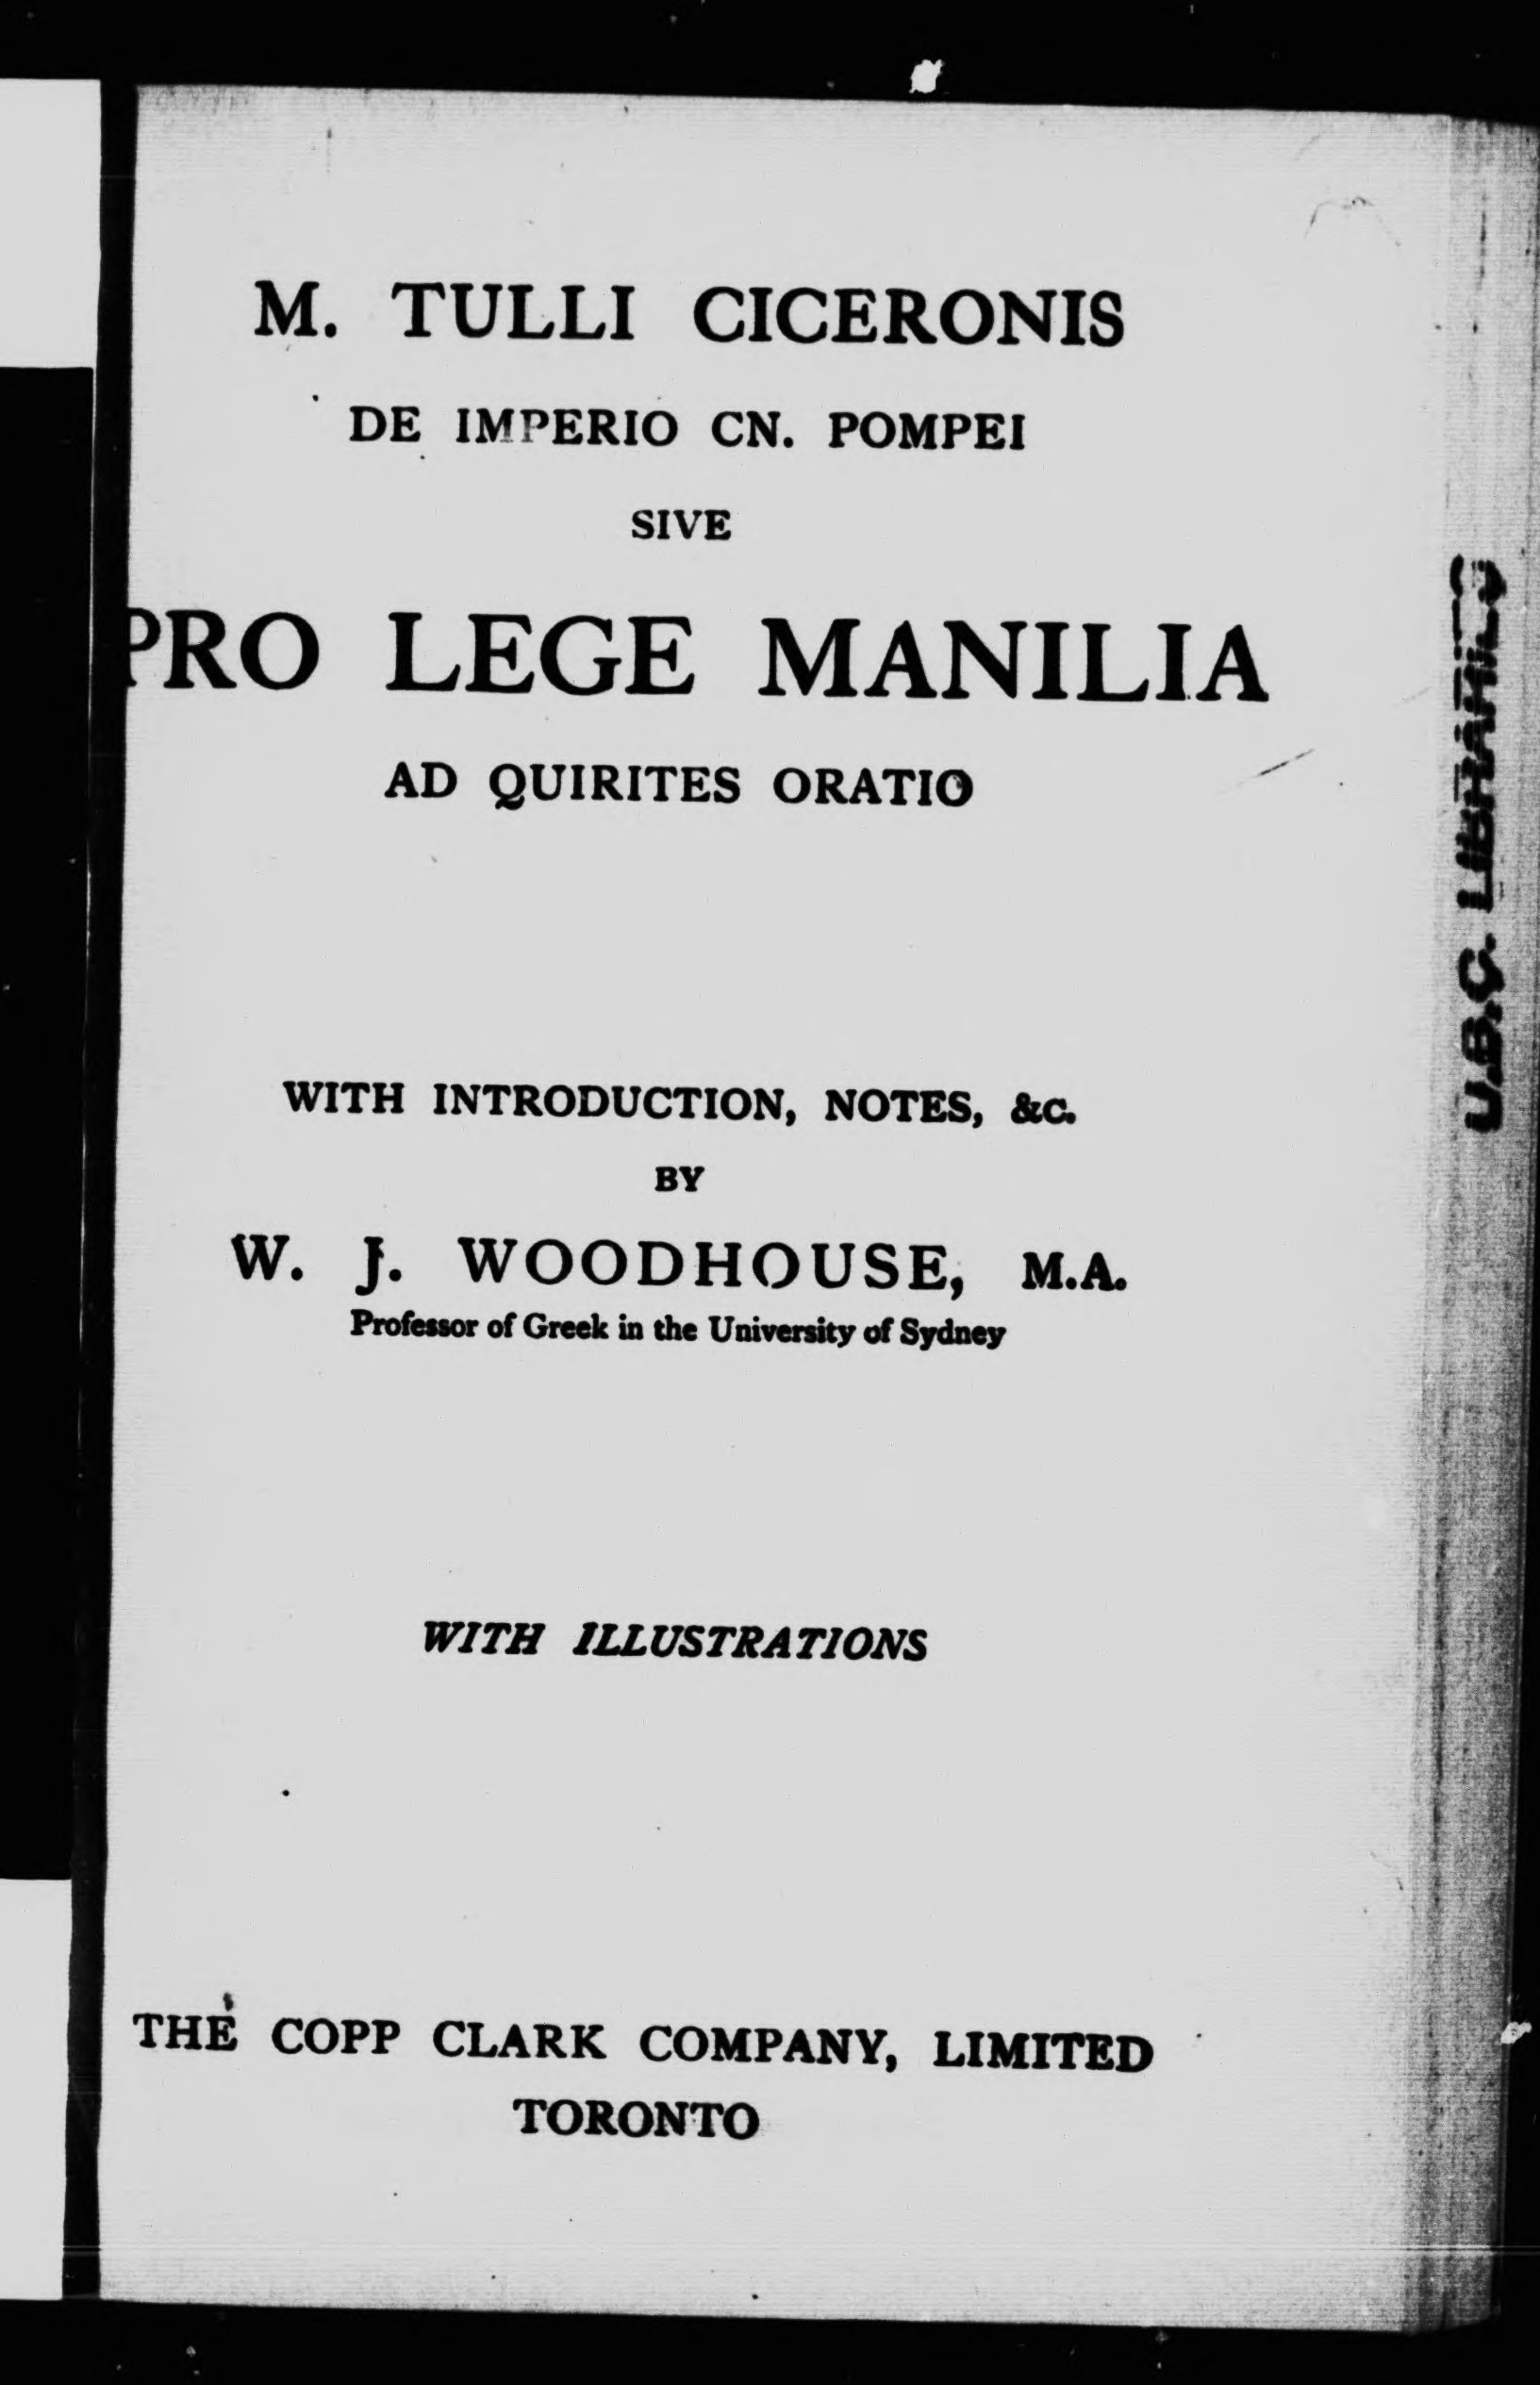 M. TULLI CICERONIS
DE IMPERIO CN. POMPEI
SIVE
PRO LEGE MANILIA
AD QUIRITES ORATIO
WITH INTRODUCTION, NOTES, &C.
BY
W. J. WOODHOUSE, M.A.
Professor of Greek in the University of Sydney
WITH ILLUSTRATIONS
THE COPP CLARK COMPANY, LIMITED
TORONTO
U.B.C. LIBRARIES